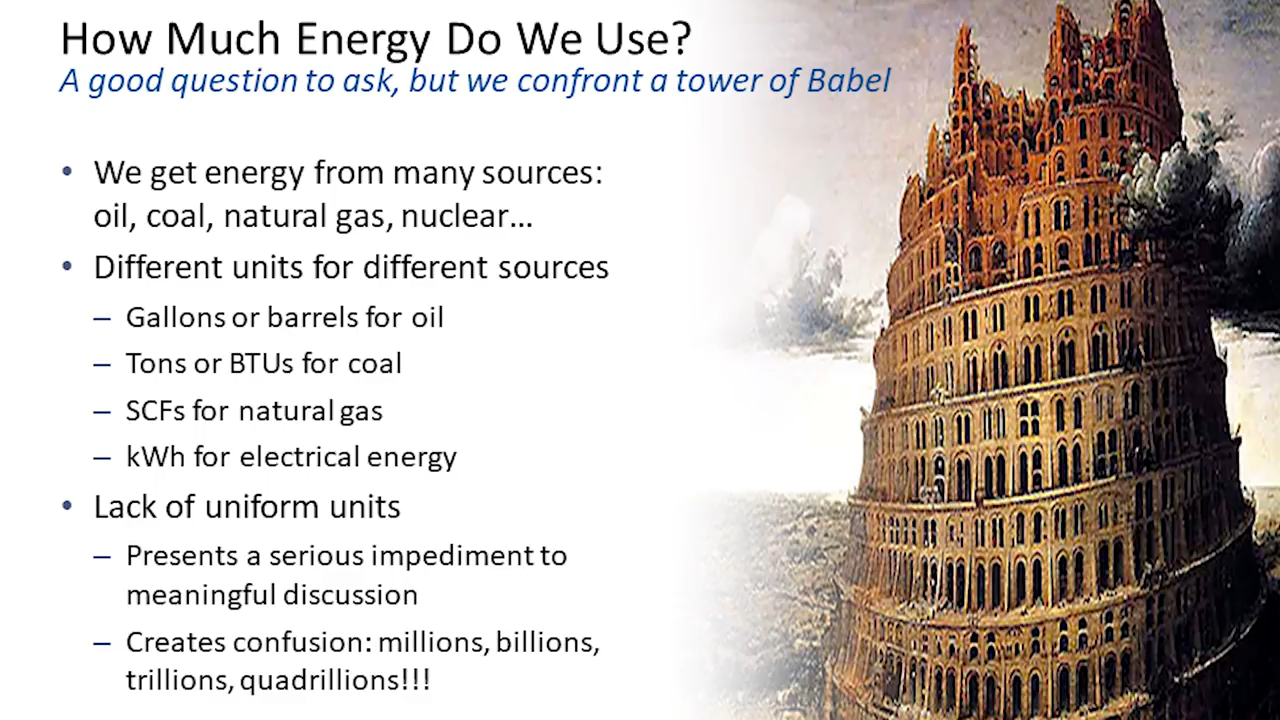 How Much Energy Do We Use?
A good question to ask, but we confront a tower of Babel
• We get energy from many sources:
oil, coal, natural gas, nuclear...
• Different units for different sources
– Gallons or barrels for oil
– Tons or BTUs for coal
– SCFs for natural gas
– kWh for electrical energy
• Lack of uniform units
– Presents a serious impediment to
meaningful discussion
– Creates confusion: millions, billions,
trillions, quadrillions!!!